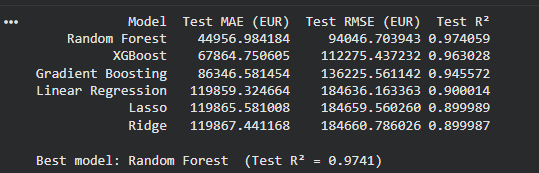 Model Test MAE (EUR) Test RMSE (EUR) Test R²
Random Forest 44956.984184 94046.703943 0.974059
XGBoost 67864.750605 112275.437232 0.963028
Gradient Boosting 86346.581454 136225.561142 0.945572
Linear Regression 119859.324664 184636.163363 0.900014
Lasso 119865.581008 184659.560260 0.899989
Ridge 119867.441168 184660.786026 0.899987
Best model: Random Forest (Test R² = 0.9741)